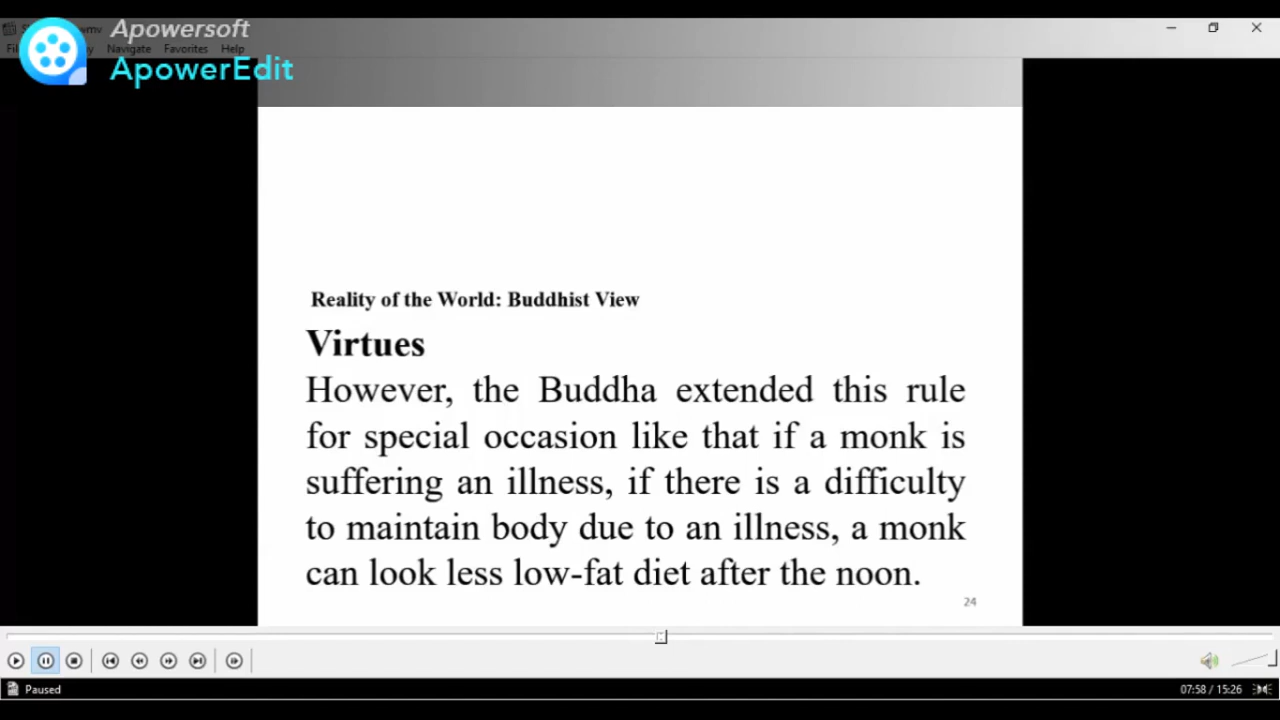 Apowersoft
ApowerEdit
Navigate Favorites Help
Reality of the World: Buddhist View
Virtues
However, the Buddha extended this rule
for special occasion like that if a monk is
suffering an illness, if there is a difficulty
to maintain body due to an illness, a monk
can look less low-fat diet after the noon.
24
Paused
07:58 / 15:26